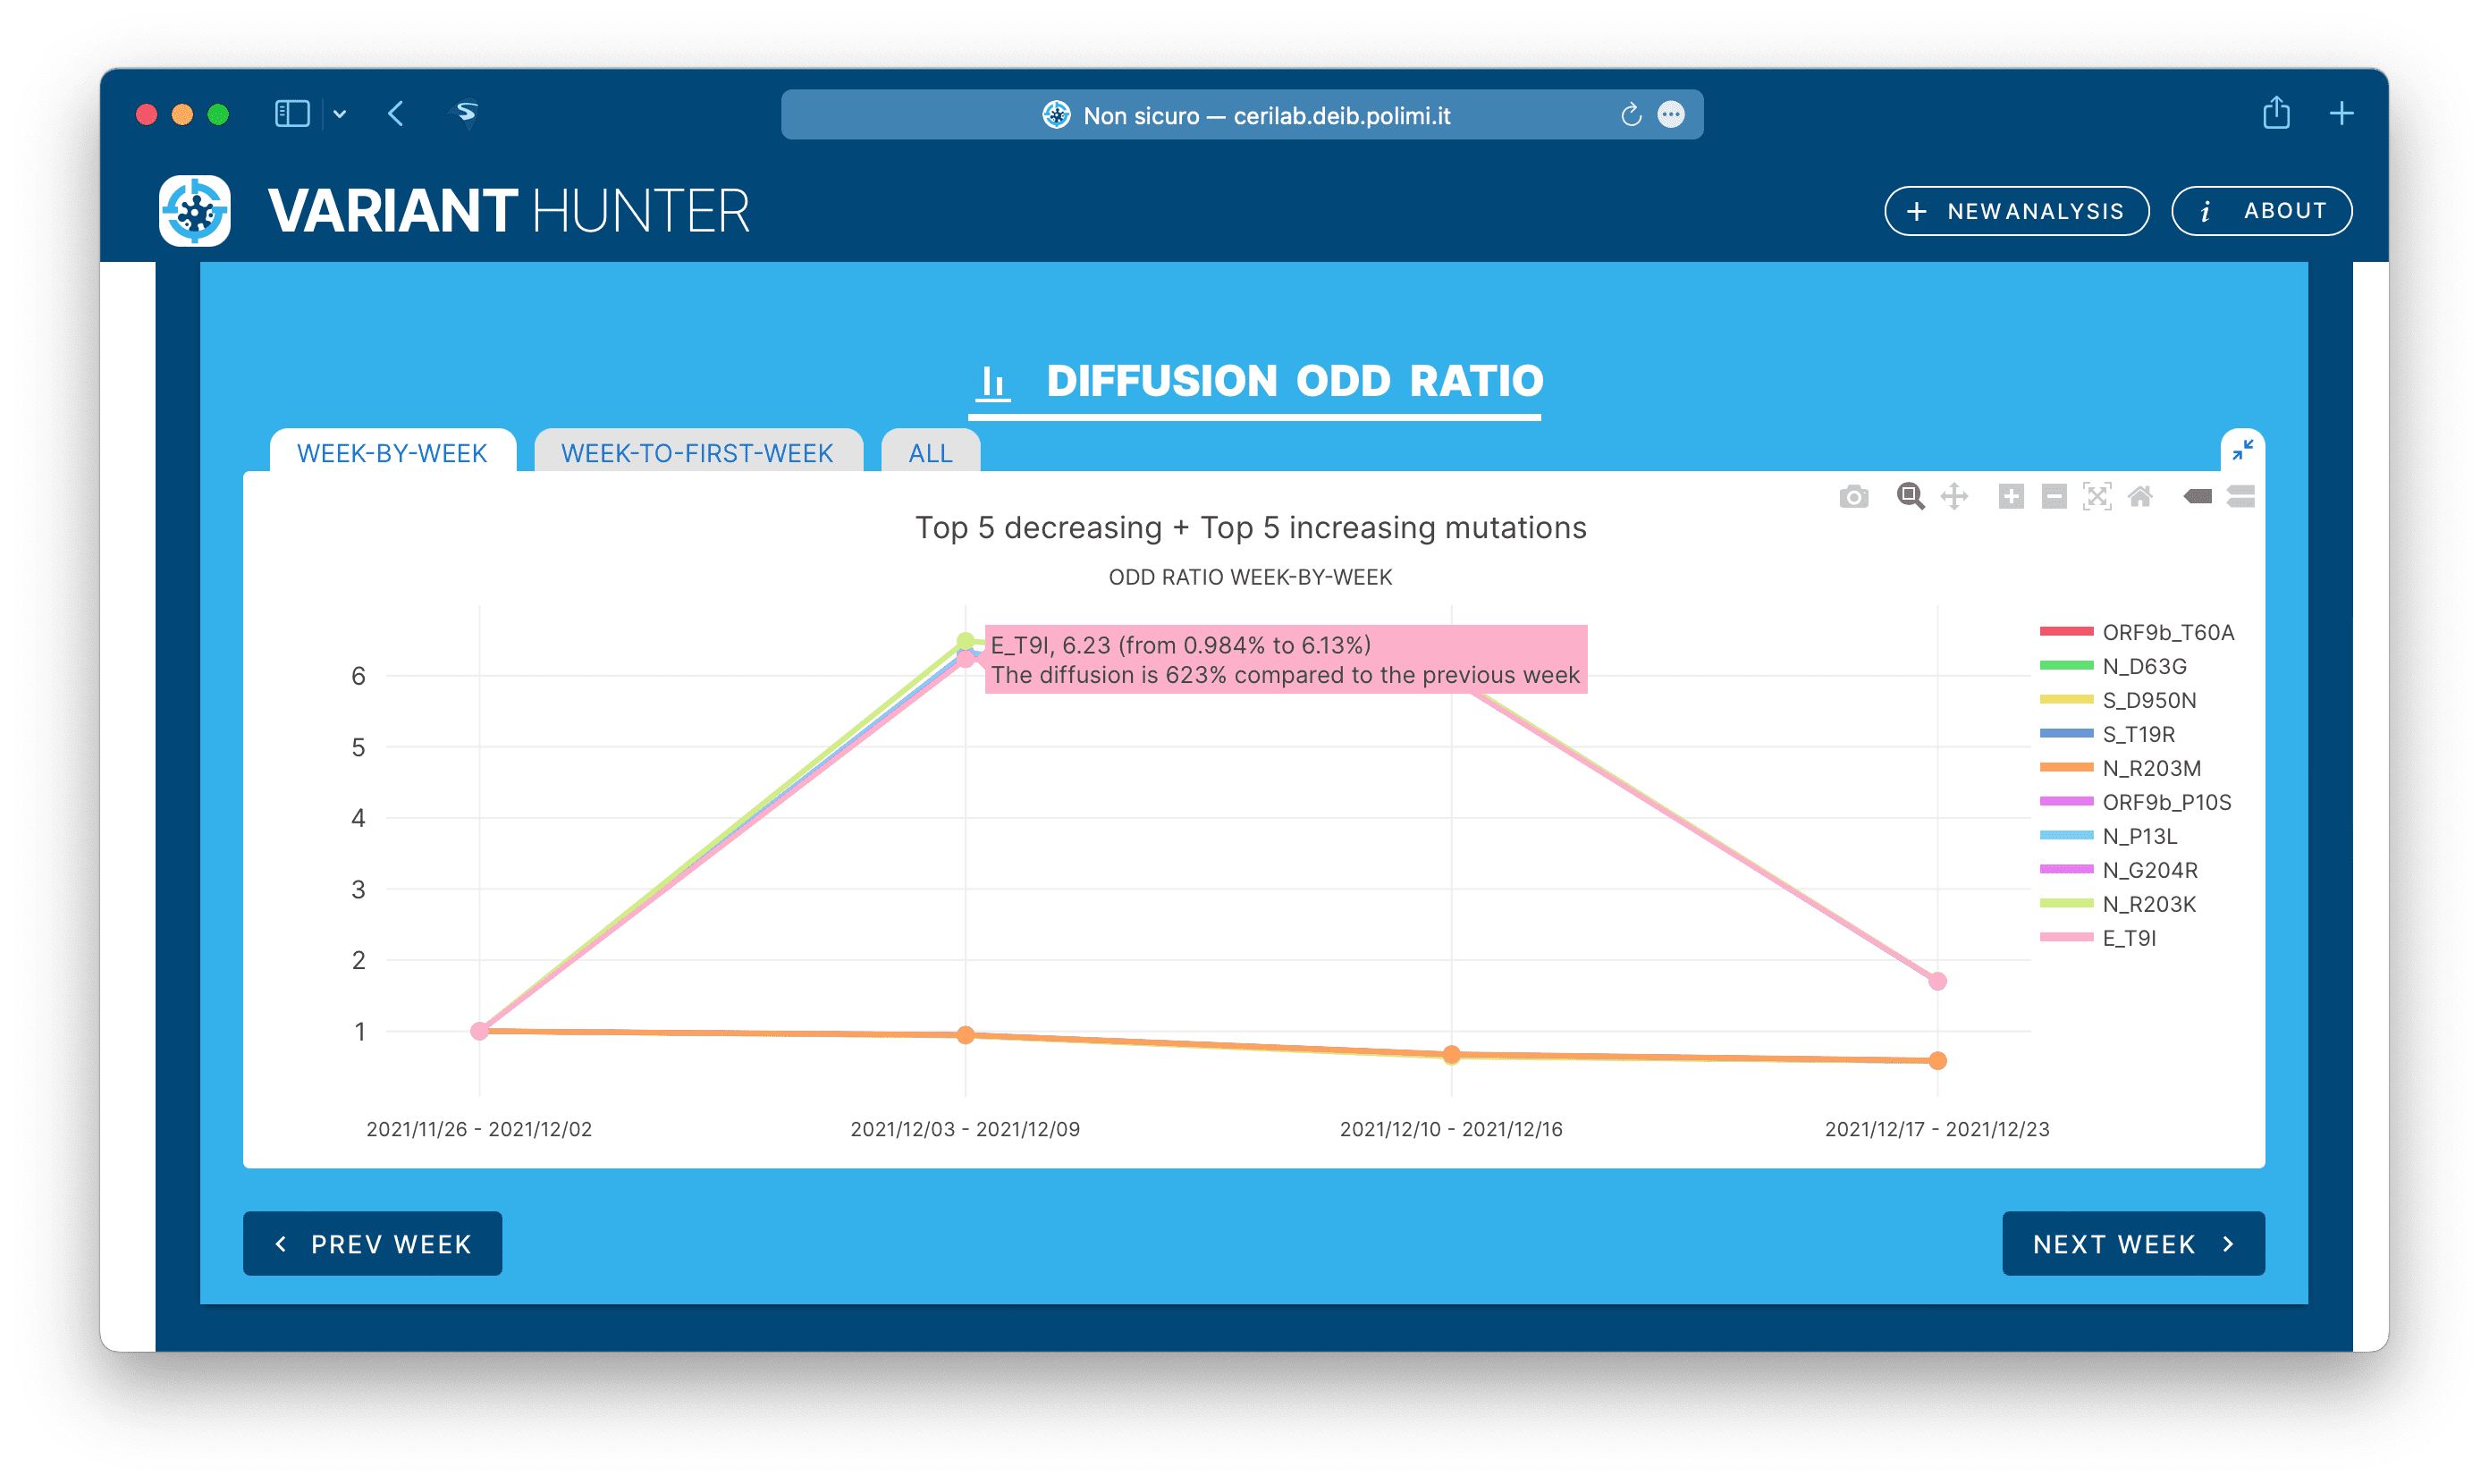 Non sicuro — cerilab.deib.polimi.it
VARIANT HUNTER
NEW ANALYSIS
i ABOUT
DIFFUSION ODD RATIO
WEEK-BY-WEEK
WEEK-TO-FIRST-WEEK
ALL
Top 5 decreasing + Top 5 increasing mutations
ODD RATIO WEEK-BY-WEEK
E_T9I, 6.23 (from 0.984% to 6.13%)
The diffusion is 623% compared to the previous week
6
5
4
3
2
1
2021/11/26 - 2021/12/02
2021/12/03 - 2021/12/09
2021/12/10 - 2021/12/16
2021/12/17 - 2021/12/23
ORF9b_T60A
N_D63G
S_D950N
S_T19R
N_R203M
ORF9b_P10S
N_P13L
N_G204R
N_R203K
E_T9I
PREV WEEK
NEXT WEEK